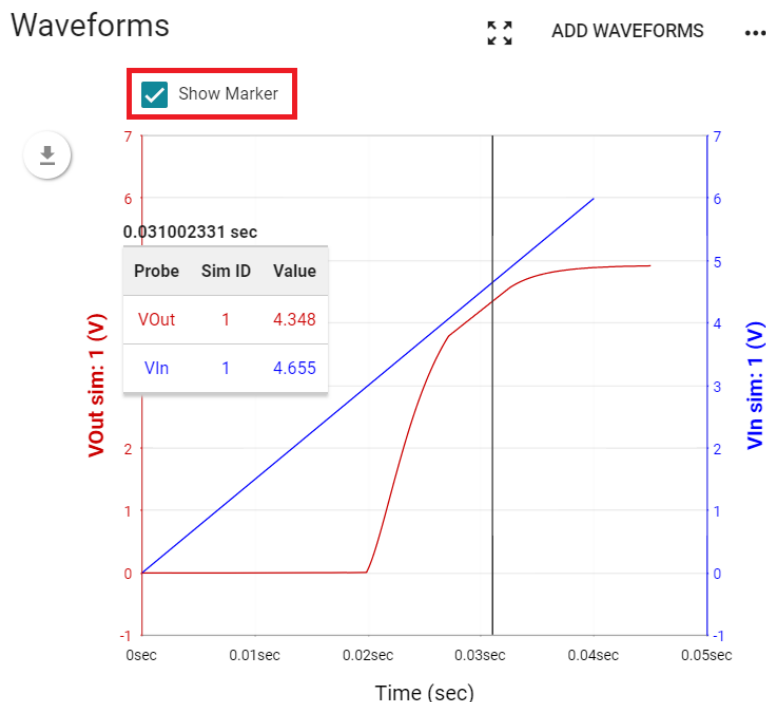 Waveforms
ADD WAVEFORMS
Show Marker
7
7
6
6
0.031002331 sec
Probe Sim ID Value
VOut 1 4.348
VIn 1 4.655
5
4
3
2
2
1
1
0
0
-1
-1
VOut sim: 1 (V)
VIn sim: 1 (V)
0sec 0.01sec 0.02sec 0.03sec 0.04sec 0.05sec
Time (sec)